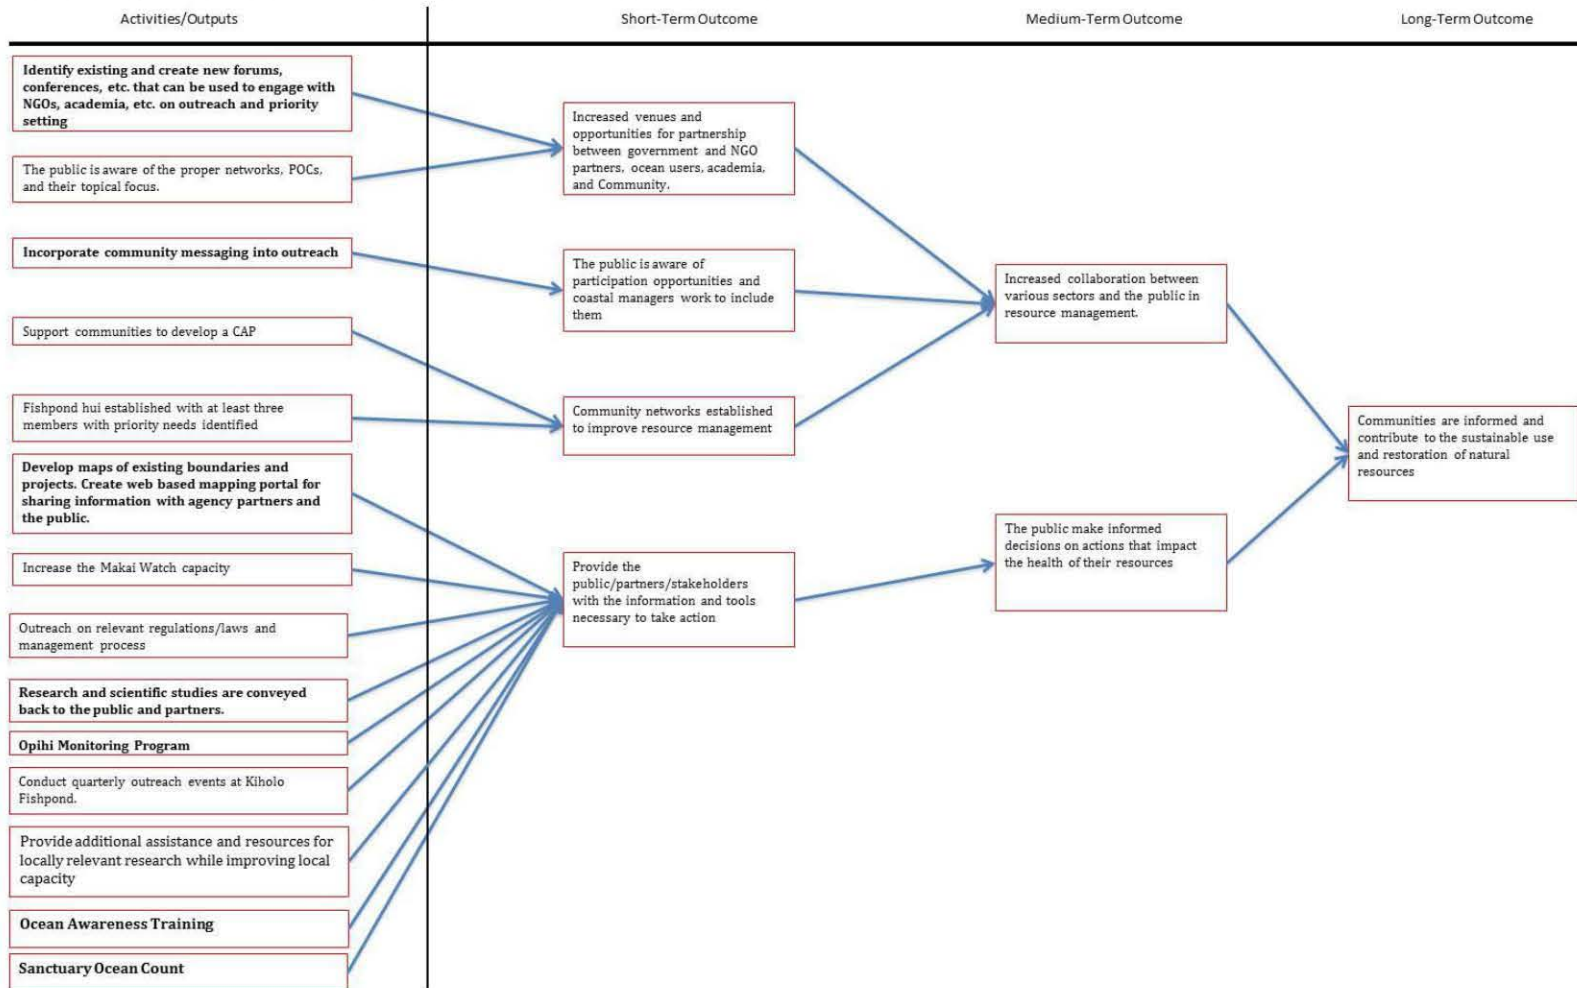 Activities/Outputs
Short-Term Outcome
Medium-Term Outcome
Long-Term Outcome
Identify existing and create new forums,
conferences, etc. that can be used to engage with
NGOs, academia, etc. on outreach and priority
setting
The public is aware of the proper networks, POCs,
and their topical focus.
Incorporate community messaging into outreach
Support communities to develop a CAP
Fishpond hui established with at least three
members with priority needs identified
Develop maps of existing boundaries and
projects. Create web based mapping portal for
sharing information with agency partners and
the public.
Increase the Makai Watch capacity
Outreach on relevant regulations/laws and
management process
Research and scientific studies are conveyed
back to the public and partners.
Opihi Monitoring Program
Conduct quarterly outreach events at Kiholo
Fishpond.
Provide additional assistance and resources for
locally relevant research while improving local
capacity
Ocean Awareness Training
Sanctuary Ocean Count
Increased venues and
opportunities for partnership
between government and NGO
partners, ocean users, academia,
and Community.
The public is aware of
participation opportunities and
coastal managers work to include
them
Community networks established
to improve resource management
Provide the
public/partners/stakeholders
with the information and tools
necessary to take action
Increased collaboration between
various sectors and the public in
resource management.
The public make informed
decisions on actions that impact
the health of their resources
Communities are informed and
contribute to the sustainable use
and restoration of natural
resources